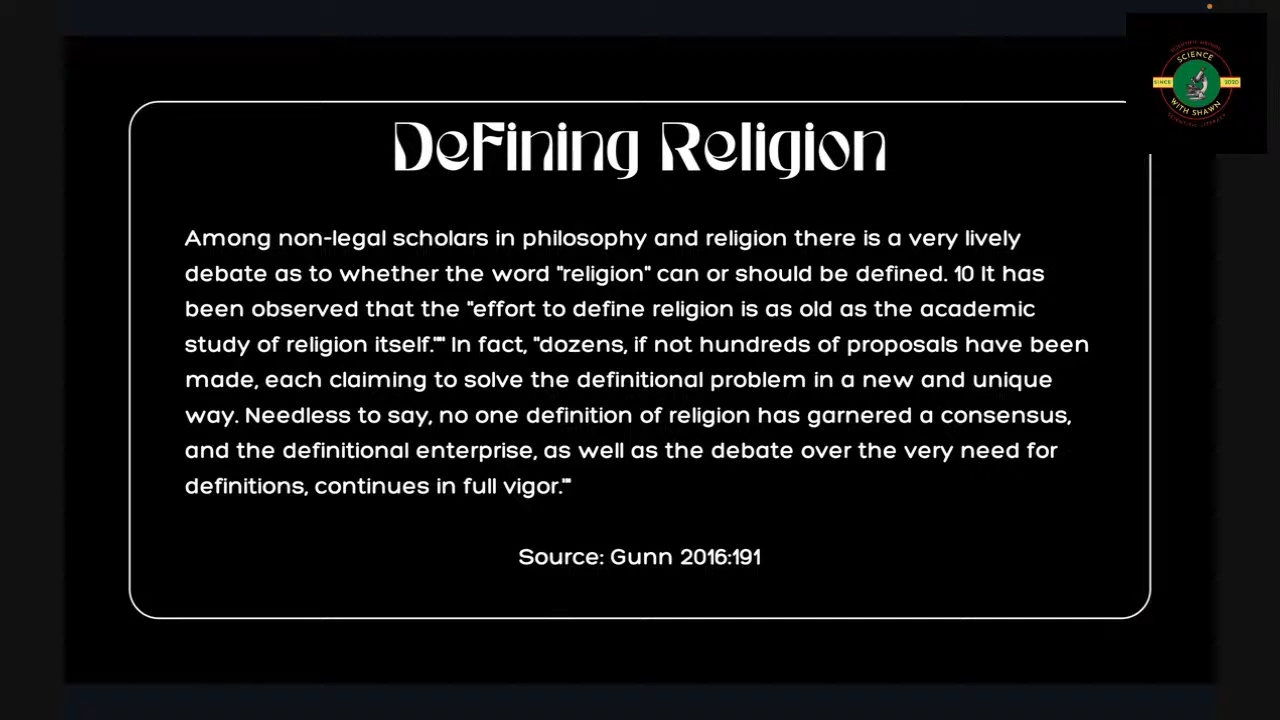 SCIENTIFIC METHOD
SCIENCE
SINCE 2020
WITH SHAWN
SCIENTIFIC LITERACY
DeFining Religion
Among non-legal scholars in philosophy and religion there is a very lively
debate as to whether the word "religion" can or should be defined. 10 It has
been observed that the "effort to define religion is as old as the academic
study of religion itself."" In fact, "dozens, if not hundreds of proposals have been
made, each claiming to solve the definitional problem in a new and unique
way. Needless to say, no one definition of religion has garnered a consensus,
and the definitional enterprise, as well as the debate over the very need for
definitions, continues in full vigor.""
Source: Gunn 2016:191